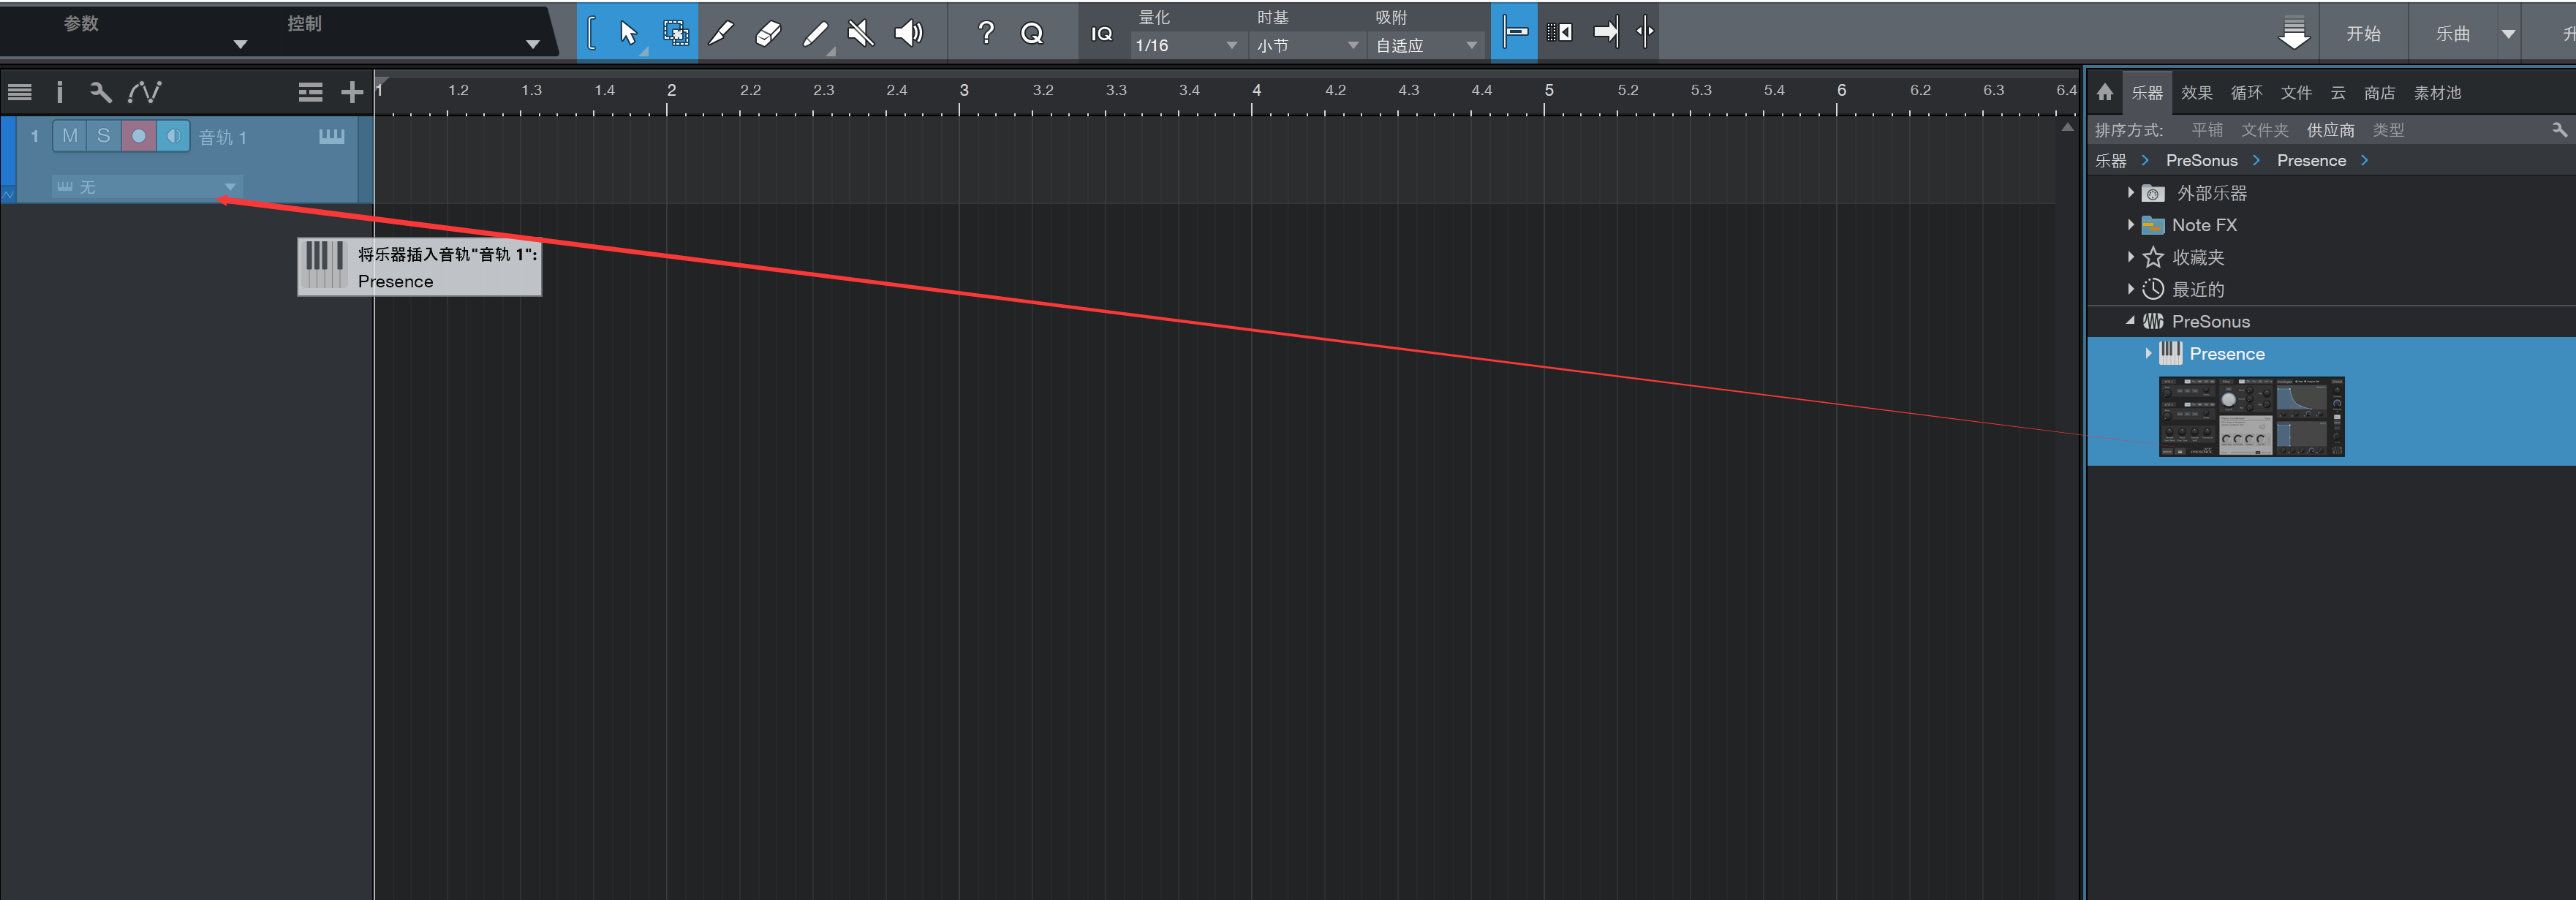 参数 控制
量化 时基 吸附
? Q IQ 1/16 小节 自适应
开始 乐曲
1 1.2 1.3 1.4 2 2.2 2.3 2.4 3 3.2 3.3 3.4 4 4.2 4.3 4.4 5 5.2 5.3 5.4 6 6.2 6.3 6.4
1 M S 音轨 1
无
将乐器插入音轨"音轨 1":
Presence
乐器 效果 循环 文件 云 商店 素材池
排序方式: 平铺 文件夹 供应商 类型
乐器 > PreSonus > Presence >
外部乐器
Note FX
收藏夹
最近的
PreSonus
Presence